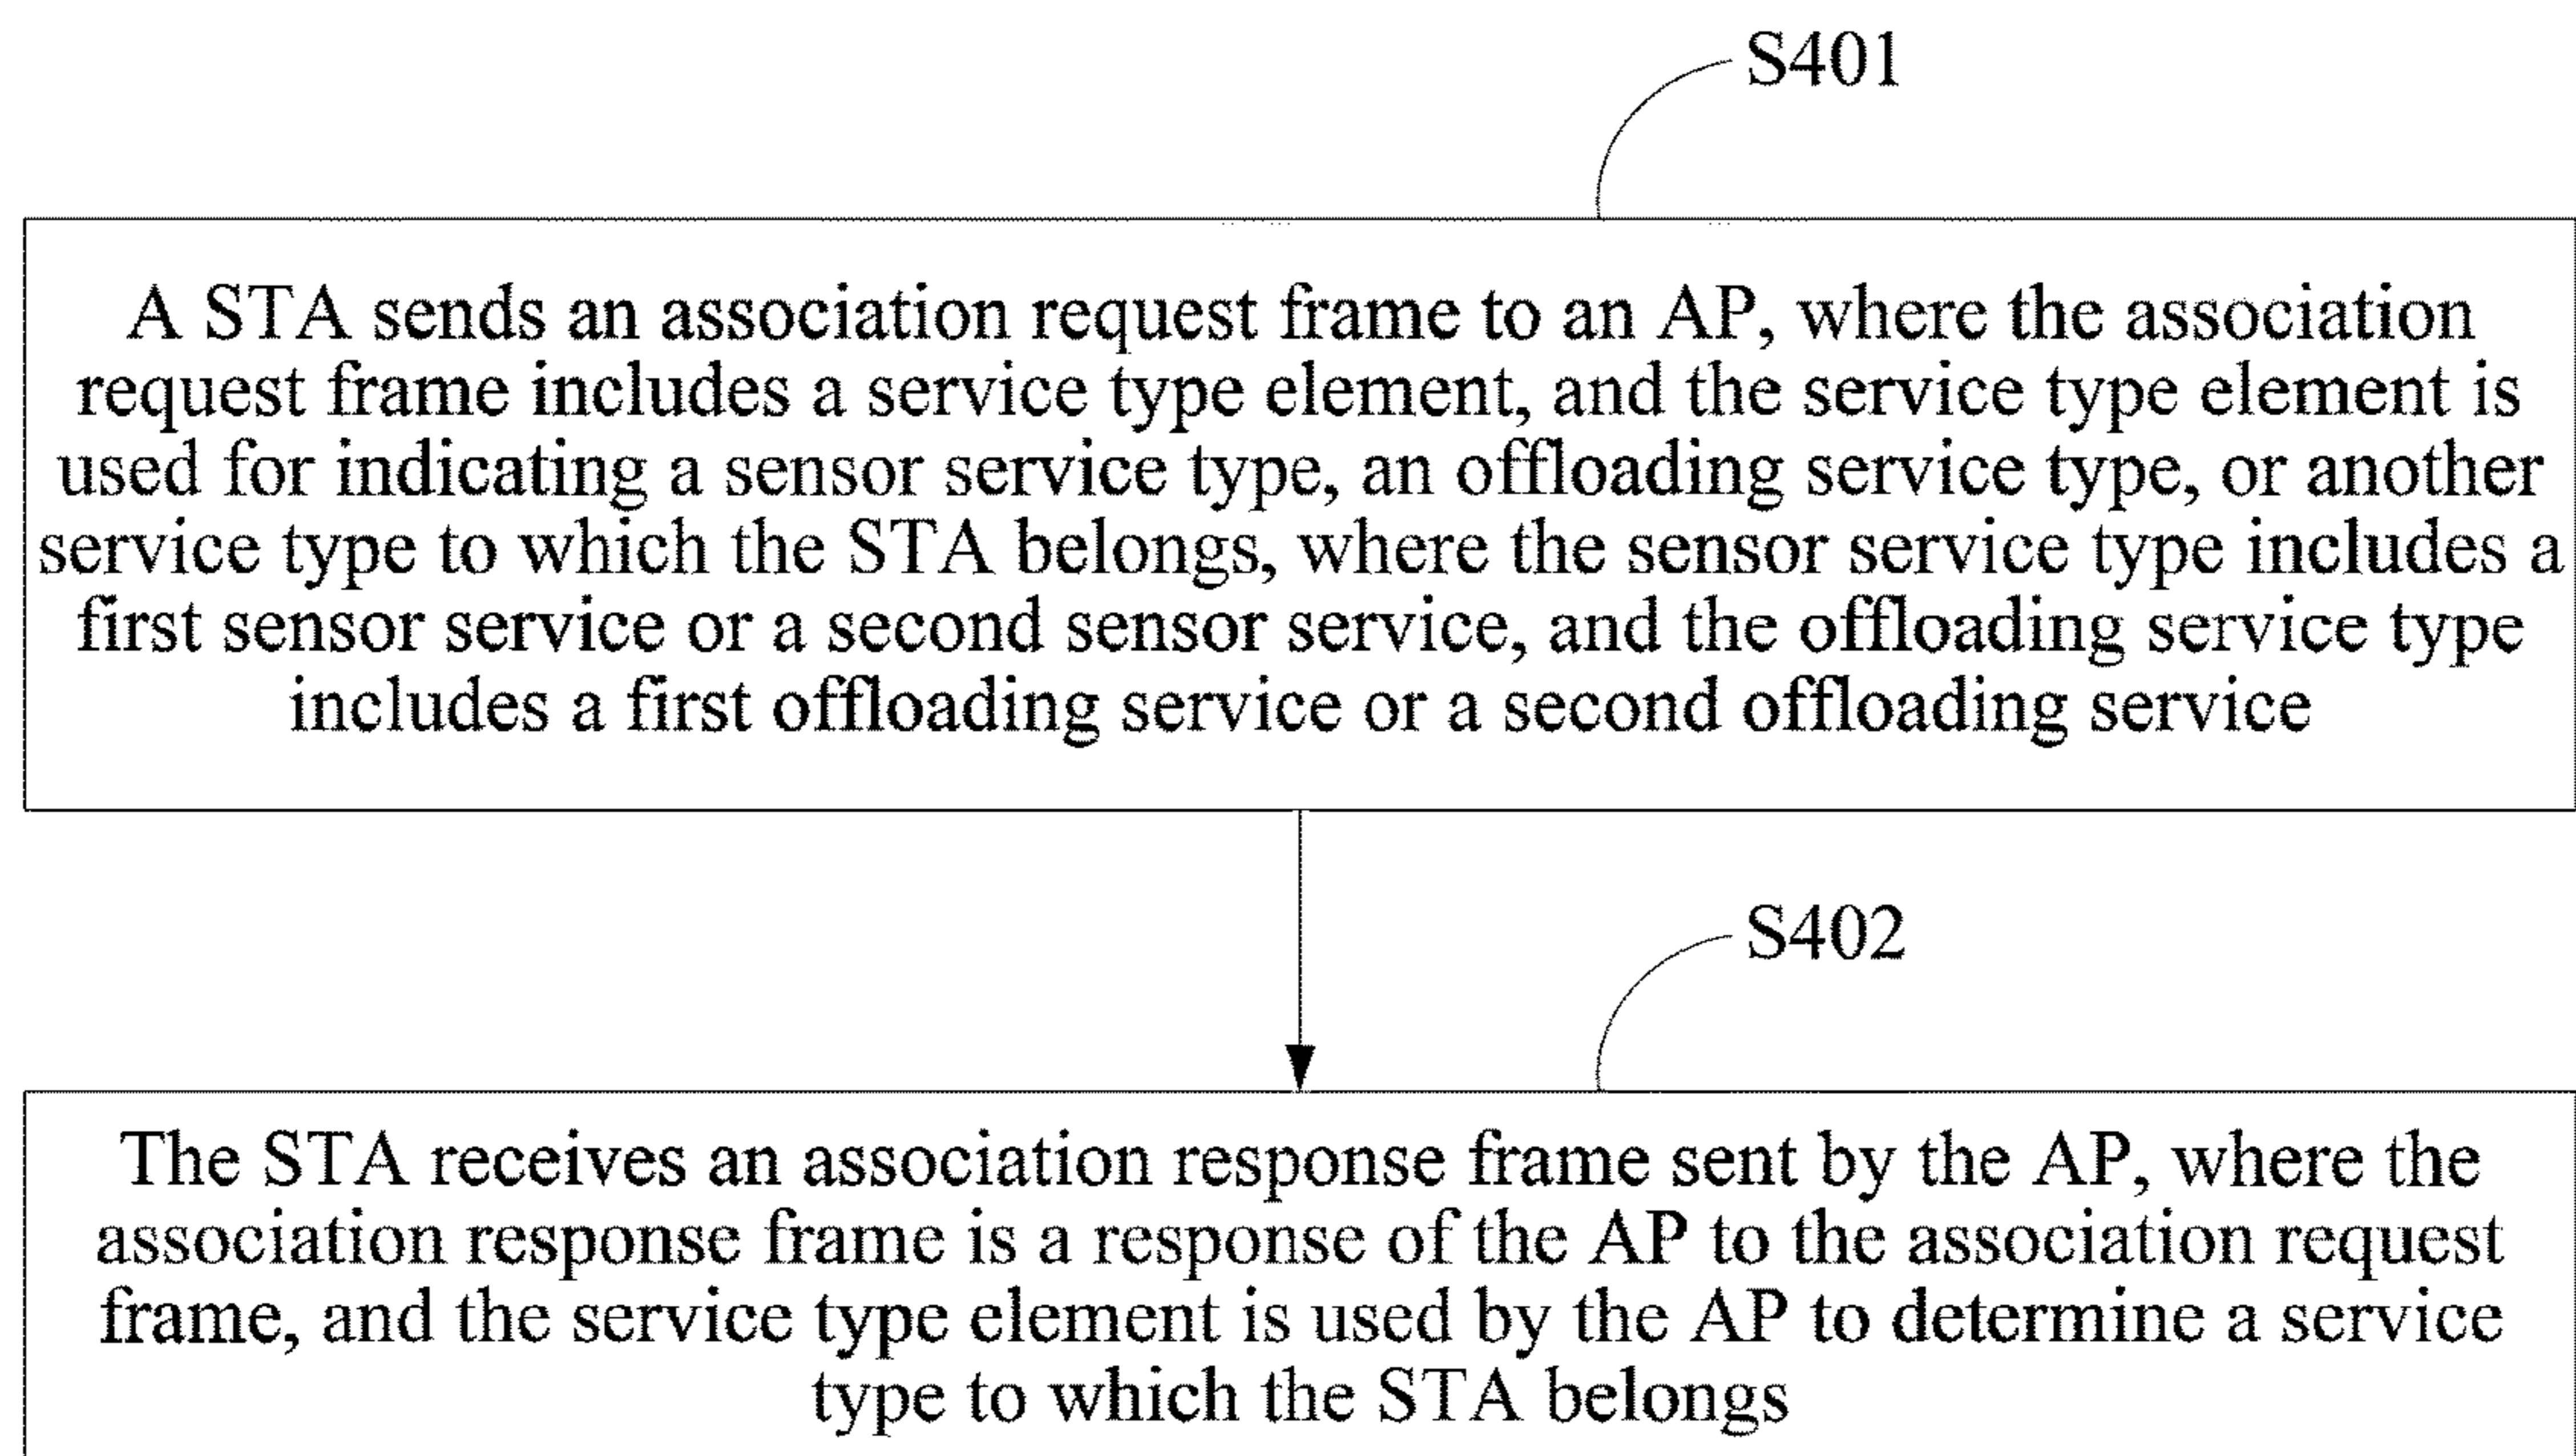 S401
A STA sends an association request frame to an AP, where the association
request frame includes a service type element, and the service type element is
used for indicating a sensor service type, an offloading service type, or another
service type to which the STA belongs, where the sensor service type includes a
first sensor service or a second sensor service, and the offloading service type
includes a first offloading service or a second offloading service
S402
The STA receives an association response frame sent by the AP, where the
association response frame is a response of the AP to the association request
frame, and the service type element is used by the AP to determine a service
type to which the STA belongs